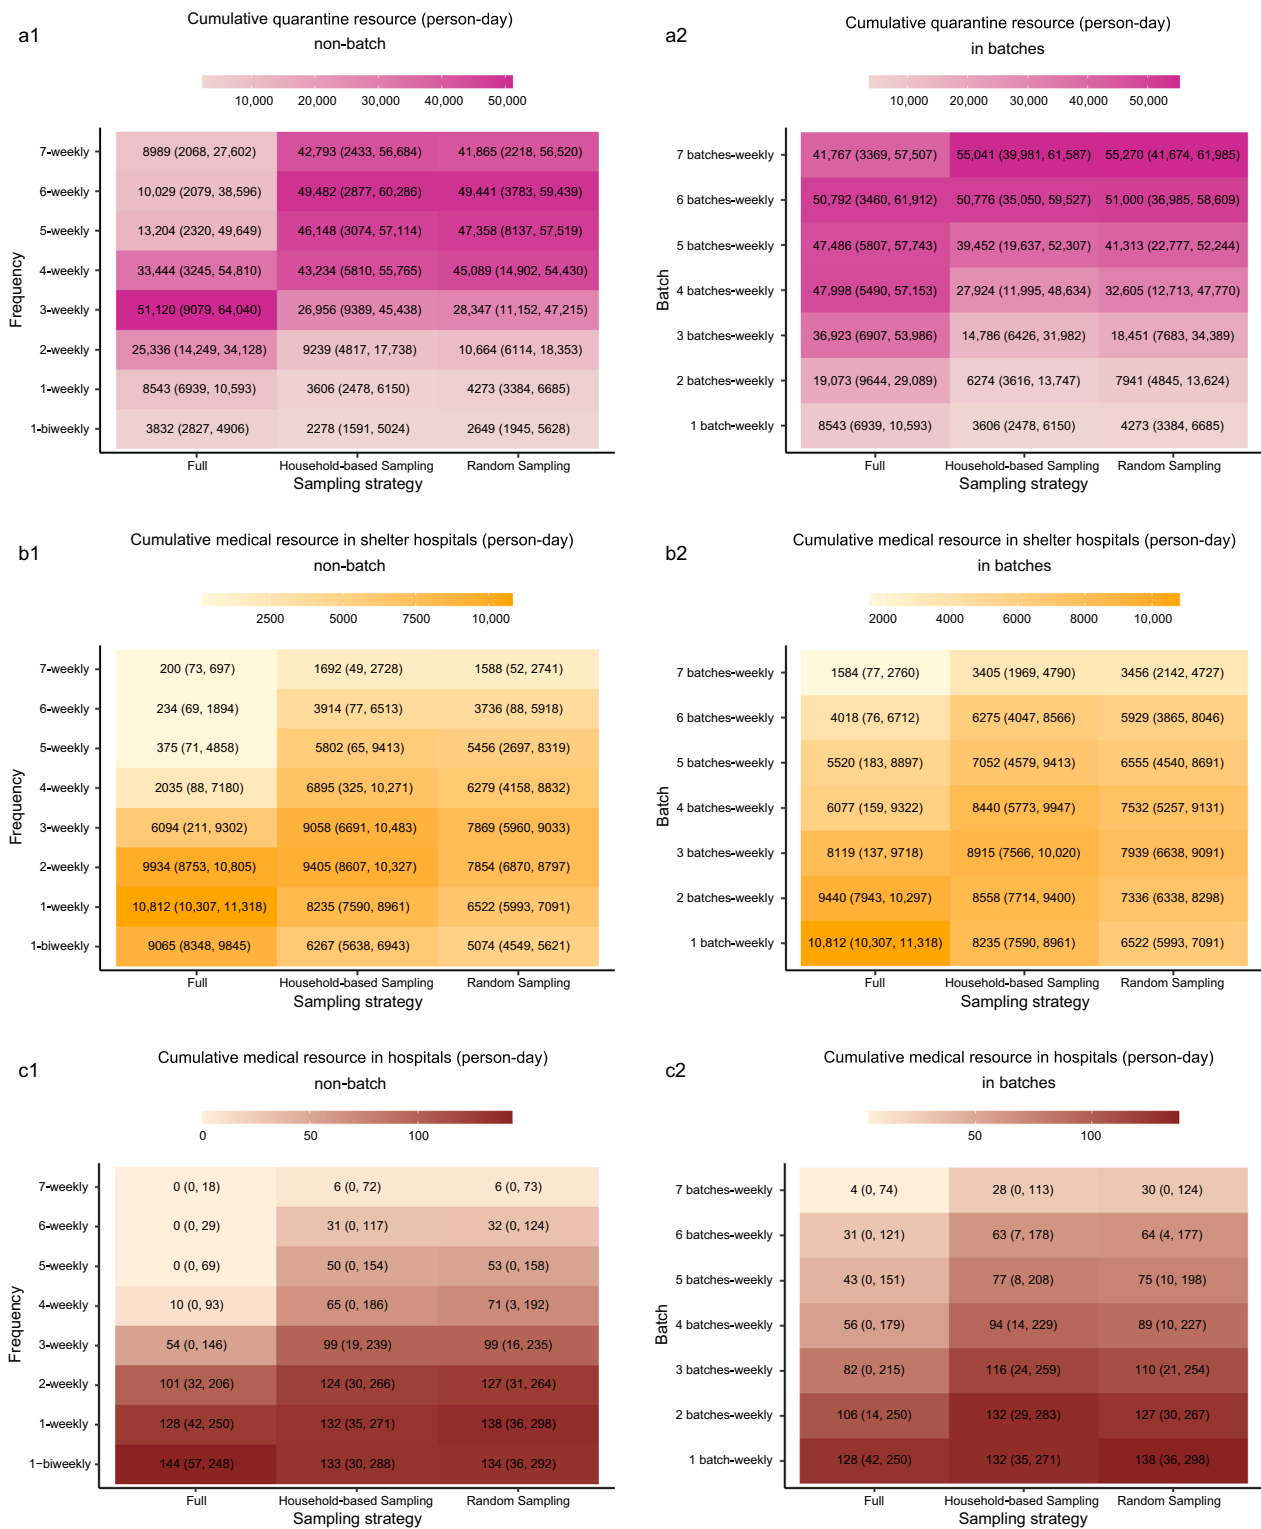 a1
Cumulative quarantine resource (person-day)
non-batch
10,000 20,000 30,000 40,000 50,000
Frequency
7-weekly 8989 (2068, 27,602) 42,793 (2433, 56,684) 41,865 (2218, 56,520)
6-weekly 10,029 (2079, 38,596) 49,482 (2877, 60,286) 49,441 (3783, 59,439)
5-weekly 13,204 (2320, 49,649) 46,148 (3074, 57,114) 47,358 (8137, 57,519)
4-weekly 33,444 (3245, 54,810) 43,234 (5810, 55,765) 45,089 (14,902, 54,430)
3-weekly 51,120 (9079, 64,040) 26,956 (9389, 45,438) 28,347 (11,152, 47,215)
2-weekly 25,336 (14,249, 34,128) 9239 (4817, 17,738) 10,664 (6114, 18,353)
1-weekly 8543 (6939, 10,593) 3606 (2478, 6150) 4273 (3384, 6685)
1-biweekly 3832 (2827, 4906) 2278 (1591, 5024) 2649 (1945, 5628)
Full Household-based Sampling Random Sampling
Sampling strategy
a2
Cumulative quarantine resource (person-day)
in batches
10,000 20,000 30,000 40,000 50,000
Batch
7 batches-weekly 41,767 (3369, 57,507) 55,041 (39,981, 61,587) 55,270 (41,674, 61,985)
6 batches-weekly 50,792 (3460, 61,912) 50,776 (35,050, 59,527) 51,000 (36,985, 58,609)
5 batches-weekly 47,486 (5807, 57,743) 39,452 (19,637, 52,307) 41,313 (22,777, 52,244)
4 batches-weekly 47,998 (5490, 57,153) 27,924 (11,995, 48,634) 32,605 (12,713, 47,770)
3 batches-weekly 36,923 (6907, 53,986) 14,786 (6426, 31,982) 18,451 (7683, 34,389)
2 batches-weekly 19,073 (9644, 29,089) 6274 (3616, 13,747) 7941 (4845, 13,624)
1 batch-weekly 8543 (6939, 10,593) 3606 (2478, 6150) 4273 (3384, 6685)
Full Household-based Sampling Random Sampling
Sampling strategy
b1
Cumulative medical resource in shelter hospitals (person-day)
non-batch
2500 5000 7500 10,000
Frequency
7-weekly 200 (73, 697) 1692 (49, 2728) 1588 (52, 2741)
6-weekly 234 (69, 1894) 3914 (77, 6513) 3736 (88, 5918)
5-weekly 375 (71, 4858) 5802 (65, 9413) 5456 (2697, 8319)
4-weekly 2035 (88, 7180) 6895 (325, 10,271) 6279 (4158, 8832)
3-weekly 6094 (211, 9302) 9058 (6691, 10,483) 7869 (5960, 9033)
2-weekly 9934 (8753, 10,805) 9405 (8607, 10,327) 7854 (6870, 8797)
1-weekly 10,812 (10,307, 11,318) 8235 (7590, 8961) 6522 (5993, 7091)
1-biweekly 9065 (8348, 9845) 6267 (5638, 6943) 5074 (4549, 5621)
Full Household-based Sampling Random Sampling
Sampling strategy
b2
Cumulative medical resource in shelter hospitals (person-day)
in batches
2000 4000 6000 8000 10,000
Batch
7 batches-weekly 1584 (77, 2760) 3405 (1969, 4790) 3456 (2142, 4727)
6 batches-weekly 4018 (76, 6712) 6275 (4047, 8566) 5929 (3865, 8046)
5 batches-weekly 5520 (183, 8897) 7052 (4579, 9413) 6555 (4540, 8691)
4 batches-weekly 6077 (159, 9322) 8440 (5773, 9947) 7532 (5257, 9131)
3 batches-weekly 8119 (137, 9718) 8915 (7566, 10,020) 7939 (6638, 9091)
2 batches-weekly 9440 (7943, 10,297) 8558 (7714, 9400) 7336 (6338, 8298)
1 batch-weekly 10,812 (10,307, 11,318) 8235 (7590, 8961) 6522 (5993, 7091)
Full Household-based Sampling Random Sampling
Sampling strategy
c1
Cumulative medical resource in hospitals (person-day)
non-batch
0 50 100
Frequency
7-weekly 0 (0, 18) 6 (0, 72) 6 (0, 73)
6-weekly 0 (0, 29) 31 (0, 117) 32 (0, 124)
5-weekly 0 (0, 69) 50 (0, 154) 53 (0, 158)
4-weekly 10 (0, 93) 65 (0, 186) 71 (3, 192)
3-weekly 54 (0, 146) 99 (19, 239) 99 (16, 235)
2-weekly 101 (32, 206) 124 (30, 266) 127 (31, 264)
1-weekly 128 (42, 250) 132 (35, 271) 138 (36, 298)
1−biweekly 144 (57, 248) 133 (30, 288) 134 (36, 292)
Full Household-based Sampling Random Sampling
Sampling strategy
c2
Cumulative medical resource in hospitals (person-day)
in batches
50 100
Batch
7 batches-weekly 4 (0, 74) 28 (0, 113) 30 (0, 124)
6 batches-weekly 31 (0, 121) 63 (7, 178) 64 (4, 177)
5 batches-weekly 43 (0, 151) 77 (8, 208) 75 (10, 198)
4 batches-weekly 56 (0, 179) 94 (14, 229) 89 (10, 227)
3 batches-weekly 82 (0, 215) 116 (24, 259) 110 (21, 254)
2 batches-weekly 106 (14, 250) 132 (29, 283) 127 (30, 267)
1 batch-weekly 128 (42, 250) 132 (35, 271) 138 (36, 298)
Full Household-based Sampling Random Sampling
Sampling strategy